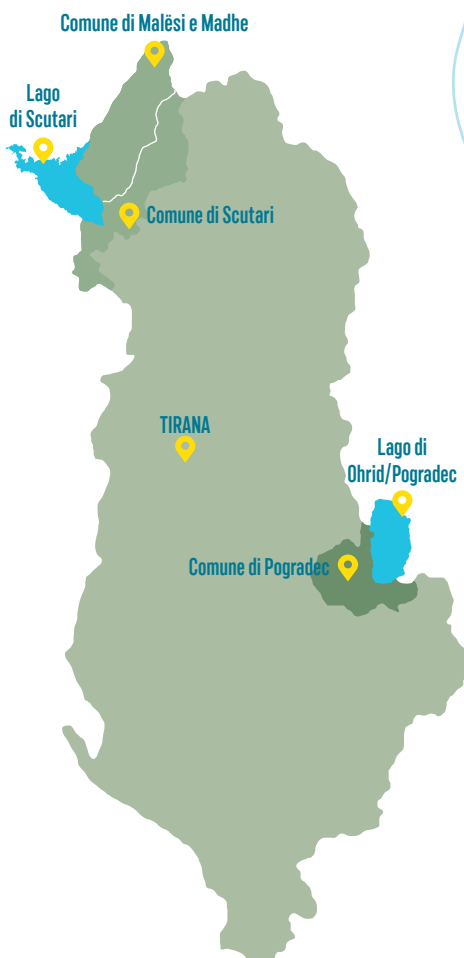 Comune di Malësi e Madhe
Lago
di Scutari
Comune di Scutari
TIRANA
Lago di
Ohrid/Pogradec
Comune di Pogradec